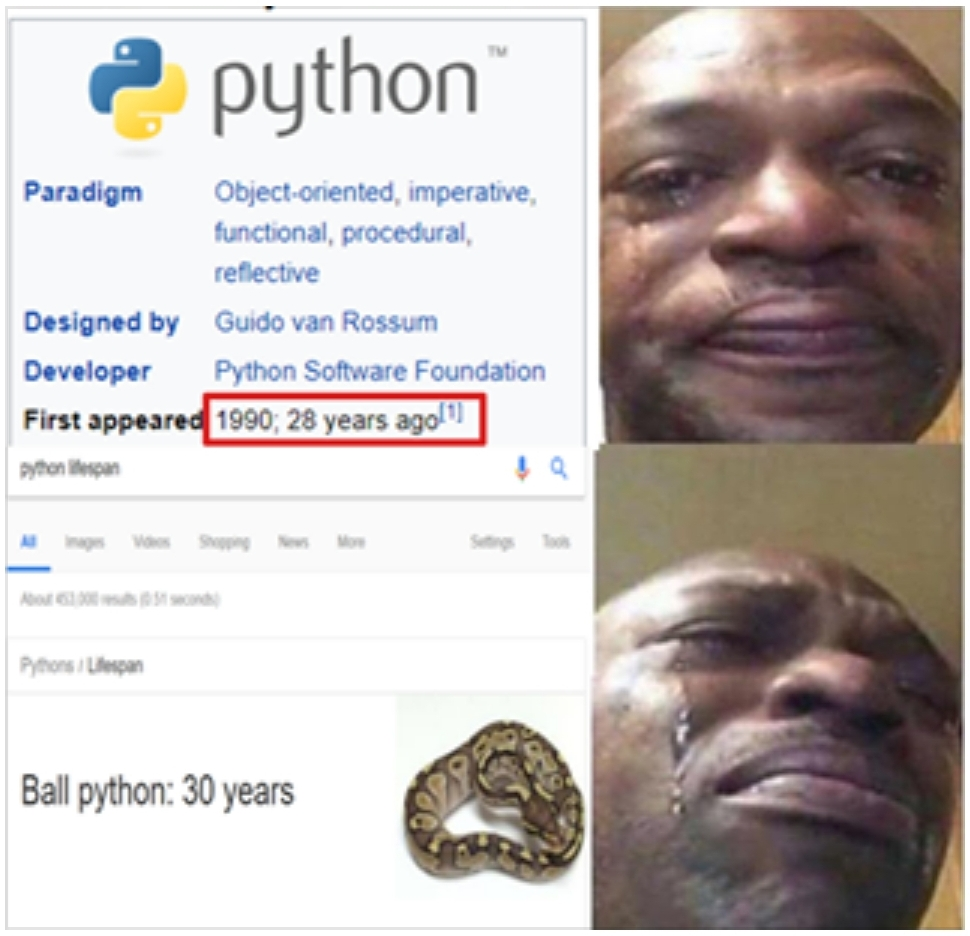 python™
Paradigm Object-oriented, imperative,
functional, procedural,
reflective
Designed by Guido van Rossum
Developer Python Software Foundation
First appeared 1990; 28 years ago[1]
python lifespan
All Images Videos Shopping News More Settings Tools
About 453,000 results (0.51 seconds)
Pythons / Lifespan
Ball python: 30 years